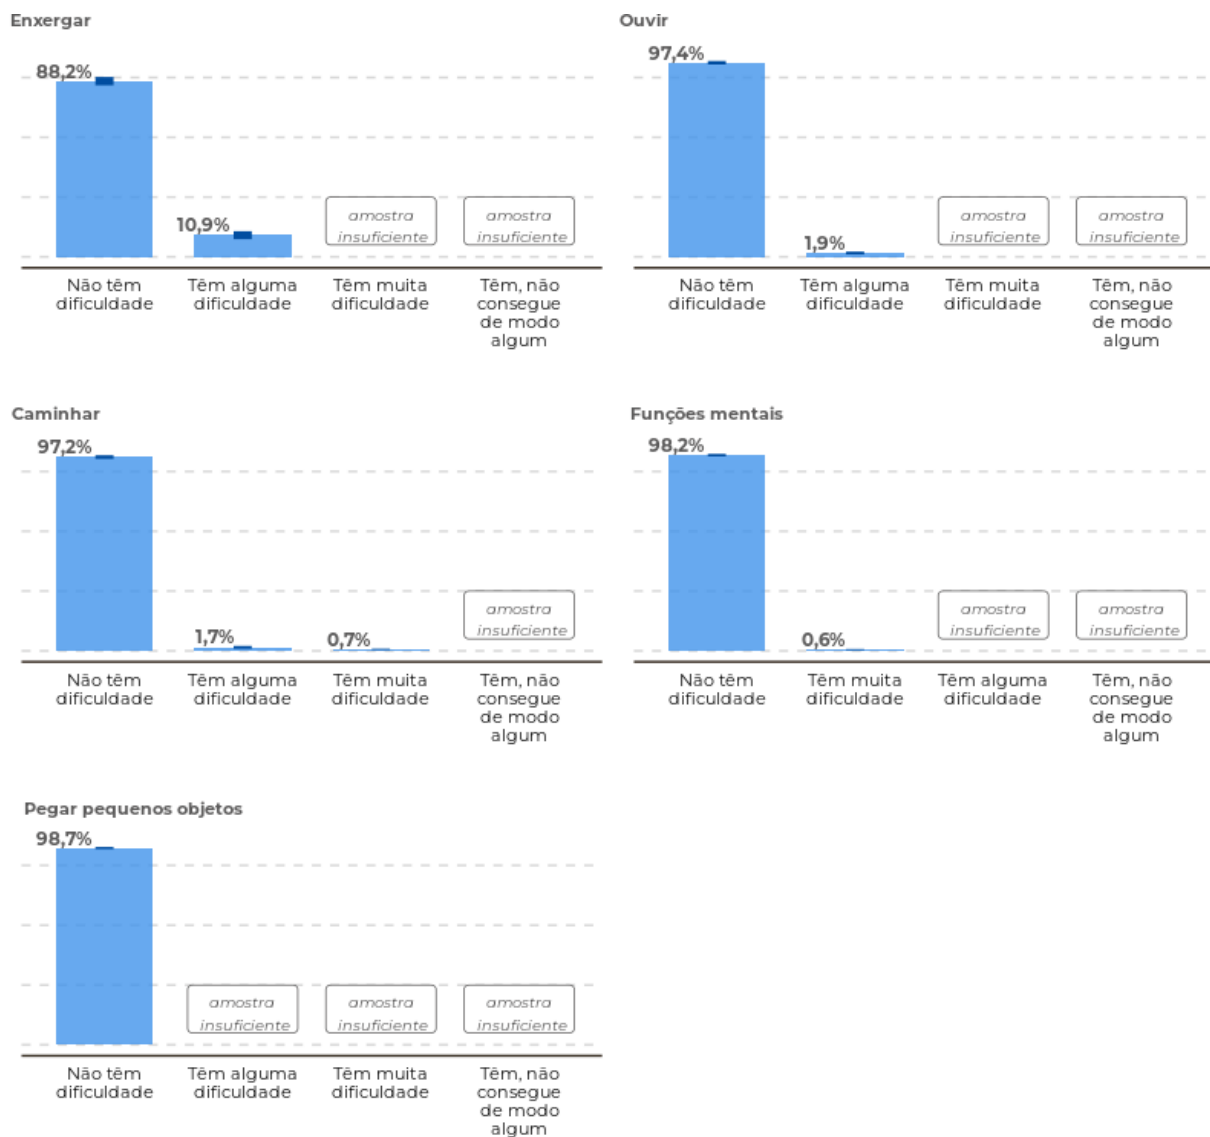 Enxergar
88,2%
10,9%
amostra
insuficiente
amostra
insuficiente
Não têm
dificuldade
Têm alguma
dificuldade
Têm muita
dificuldade
Têm, não
consegue
de modo
algum
Ouvir
97,4%
1,9%
amostra
insuficiente
amostra
insuficiente
Não têm
dificuldade
Têm alguma
dificuldade
Têm muita
dificuldade
Têm, não
consegue
de modo
algum
Caminhar
97,2%
1,7%
0,7%
amostra
insuficiente
Não têm
dificuldade
Têm alguma
dificuldade
Têm muita
dificuldade
Têm, não
consegue
de modo
algum
Funções mentais
98,2%
0,6%
amostra
insuficiente
amostra
insuficiente
Não têm
dificuldade
Têm muita
dificuldade
Têm alguma
dificuldade
Têm, não
consegue
de modo
algum
Pegar pequenos objetos
98,7%
amostra
insuficiente
amostra
insuficiente
amostra
insuficiente
Não têm
dificuldade
Têm alguma
dificuldade
Têm muita
dificuldade
Têm, não
consegue
de modo
algum